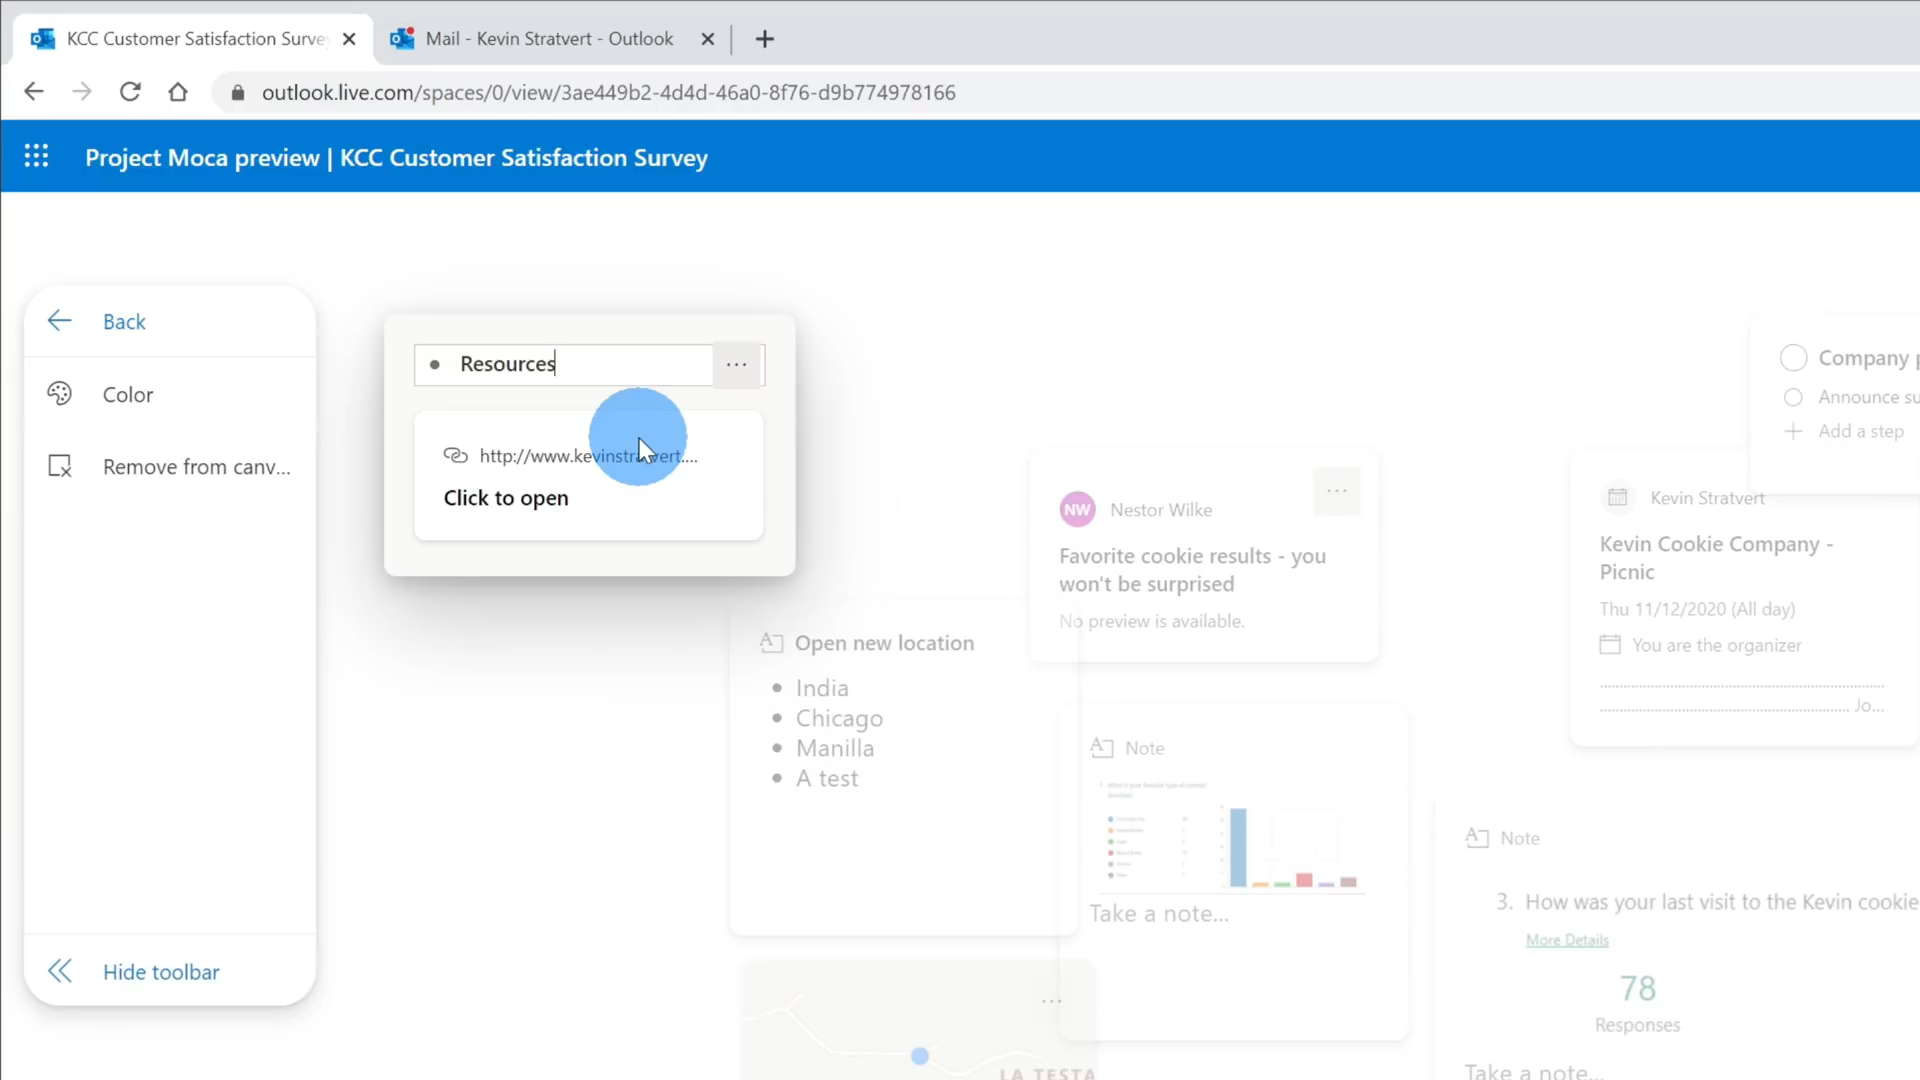 KCC Customer Satisfaction Surve
Mail - Kevin Stratvert - Outlook
outlook.live.com/spaces/0/view/3ae449b2-4d4d-46a0-8f76-d9b774978166
Project Moca preview | KCC Customer Satisfaction Survey
Back
Color
Remove from canv...
Hide toolbar
Resources
http://www.kevinstratvert....
Click to open
Open new location
India
Chicago
Manilla
A test
NW
Nestor Wilke
Favorite cookie results - you
won't be surprised
No preview is available.
Note
Take a note...
LA TESTA
Company p
Announce su
Add a step
Kevin Stratvert
Kevin Cookie Company -
Picnic
Thu 11/12/2020 (All day)
You are the organizer
Jo...
Note
3. How was your last visit to the Kevin cookie
More Details
78
Responses
Take a note...